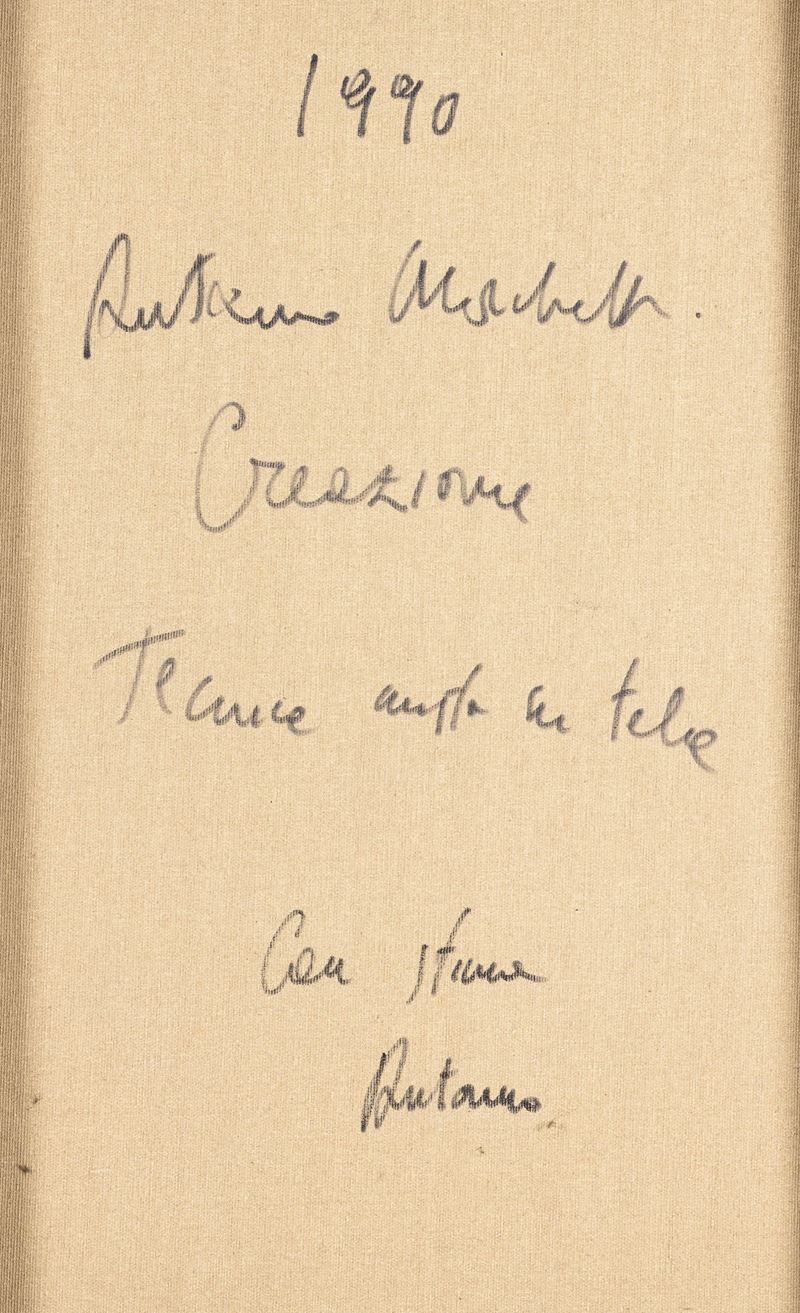 1990
Antonio
Creazione
Tecnica mista su tela
Con stima
Antonio